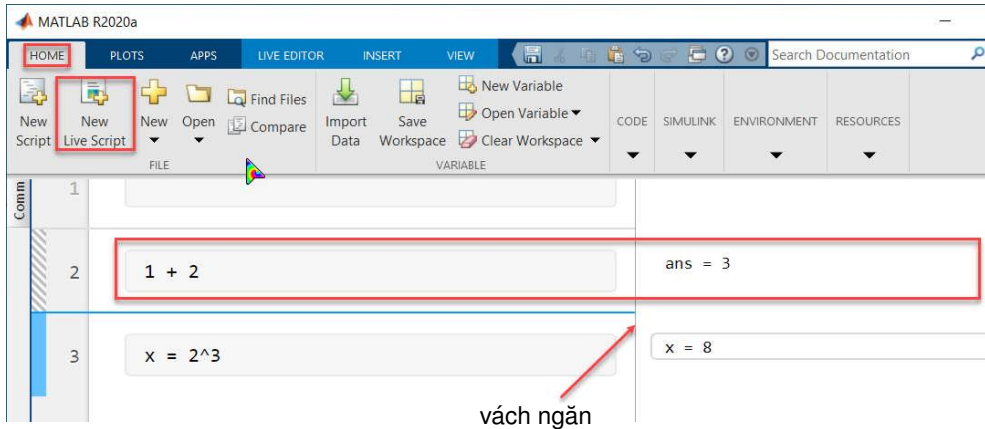 MATLAB R2020a
HOME PLOTS APPS LIVE EDITOR INSERT VIEW Search Documentation
New Script
New Live Script
New
Open
Find Files
Compare
FILE
Import Data
Save Workspace
New Variable
Open Variable
Clear Workspace
VARIABLE
CODE
SIMULINK
ENVIRONMENT
RESOURCES
Comm
1
2 1 + 2 ans = 3
3 x = 2^3 x = 8
vách ngăn